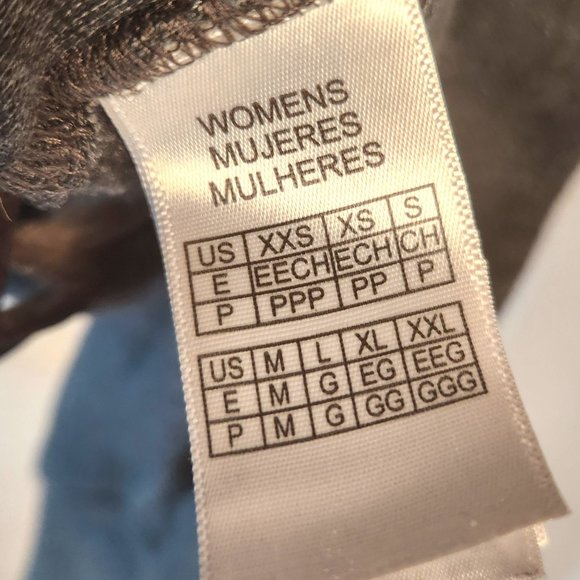 WOMENS
MUJERES
MULHERES
US XXS XS S
E EECH ECH CH
P PPP PP P
US M L XL XXL
E M G EG EEG
P M G GG GGG